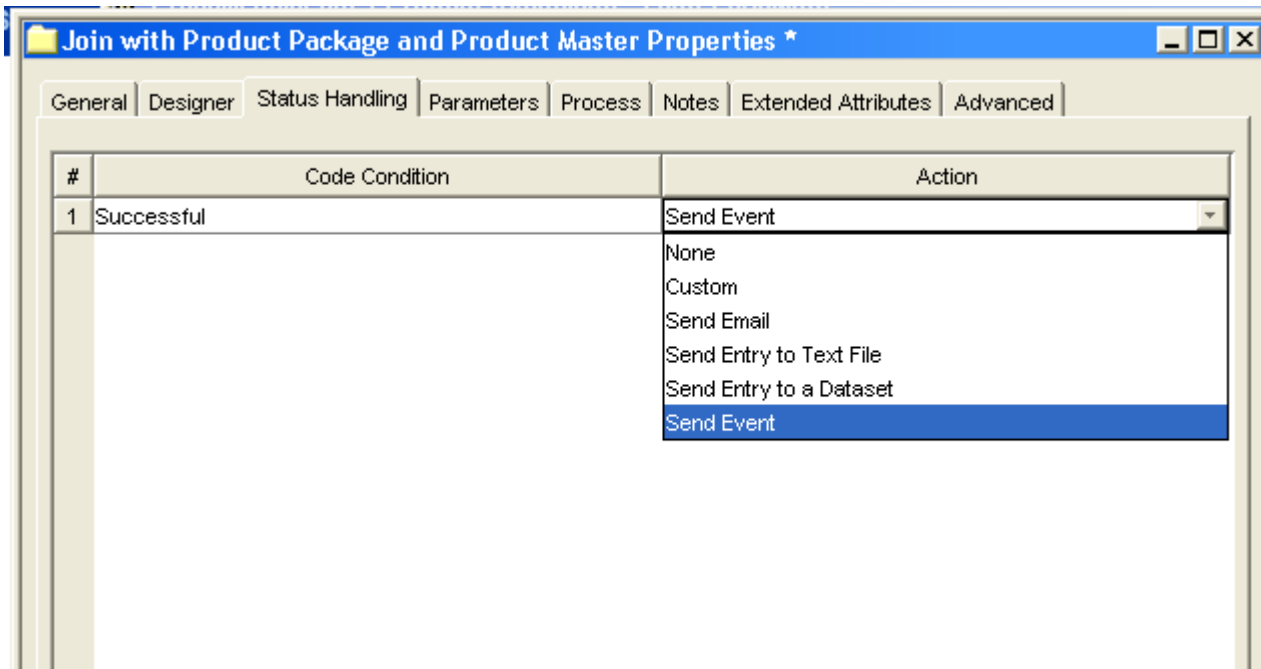 Join with Product Package and Product Master Properties *
General Designer Status Handling Parameters Process Notes Extended Attributes Advanced
# Code Condition Action
1 Successful Send Event
None
Custom
Send Email
Send Entry to Text File
Send Entry to a Dataset
Send Event